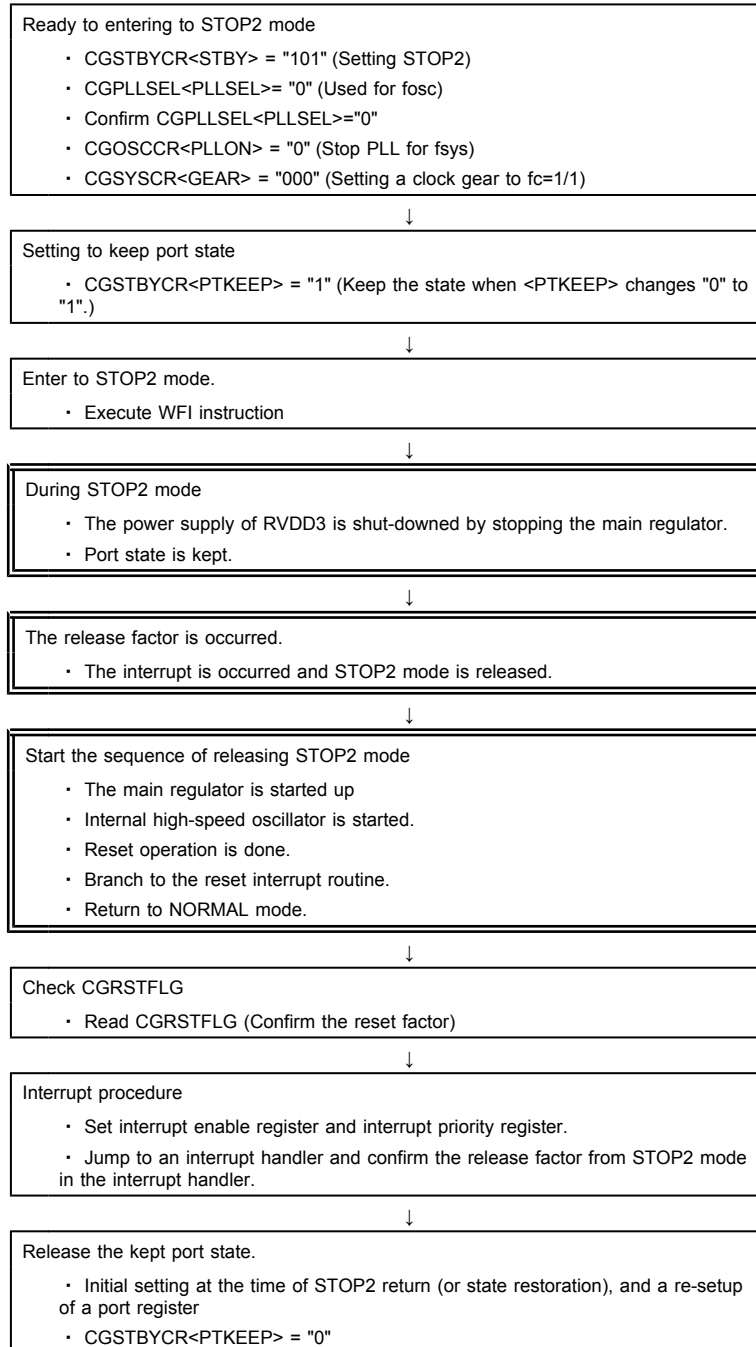 Ready to entering to STOP2 mode
・ CGSTBYCR<STBY> = "101" (Setting STOP2)
・ CGPLLSEL<PLLSEL>= "0" (Used for fosc)
・ Confirm CGPLLSEL<PLLSEL>="0"
・ CGOSCCR<PLLON> = "0" (Stop PLL for fsys)
・ CGSYSCR<GEAR> = "000" (Setting a clock gear to fc=1/1)
↓
Setting to keep port state
・ CGSTBYCR<PTKEEP> = "1" (Keep the state when <PTKEEP> changes "0" to
"1".)
↓
Enter to STOP2 mode.
・ Execute WFI instruction
↓
During STOP2 mode
・ The power supply of RVDD3 is shut-downed by stopping the main regulator.
・ Port state is kept.
↓
The release factor is occurred.
・ The interrupt is occurred and STOP2 mode is released.
↓
Start the sequence of releasing STOP2 mode
・ The main regulator is started up
・ Internal high-speed oscillator is started.
・ Reset operation is done.
・ Branch to the reset interrupt routine.
・ Return to NORMAL mode.
↓
Check CGRSTFLG
・ Read CGRSTFLG (Confirm the reset factor)
↓
Interrupt procedure
・ Set interrupt enable register and interrupt priority register.
・ Jump to an interrupt handler and confirm the release factor from STOP2 mode
in the interrupt handler.
↓
Release the kept port state.
・ Initial setting at the time of STOP2 return (or state restoration), and a re-setup
of a port register
・ CGSTBYCR<PTKEEP> = "0"